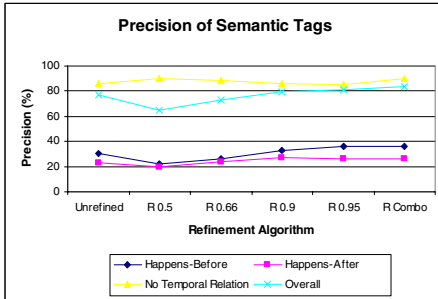 Precision of Semantic Tags
Precision (%)
100
80
60
40
20
0
Unrefined R 0.5 R 0.66 R 0.9 R 0.95 R Combo
Refinement Algorithm
Happens-Before Happens-After
No Temporal Relation Overall